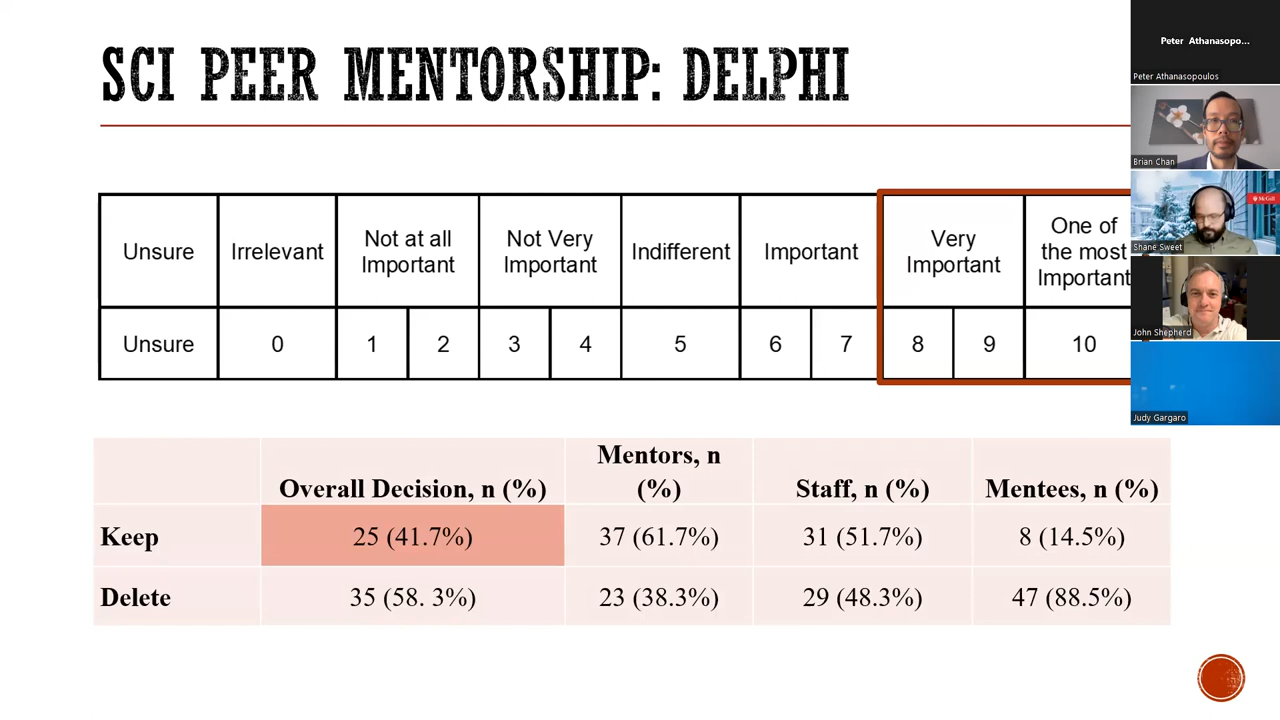 SCI PEER MENTORSHIP: DELPHI
Peter Athanasopo...
Peter Athanasopoulos
Brian Chan
McGill
Shane Sweet
John Shepherd
Judy Gargaro
Unsure
Irrelevant
Not at all
Important
Not Very
Important
Indifferent
Important
Very
Important
One of
the most
Important
Unsure 0 1 2 3 4 5 6 7 8 9 10
Overall Decision, n (%)
Mentors, n
(%)
Staff, n (%)
Mentees, n (%)
Keep 25 (41.7%) 37 (61.7%) 31 (51.7%) 8 (14.5%)
Delete 35 (58. 3%) 23 (38.3%) 29 (48.3%) 47 (88.5%)